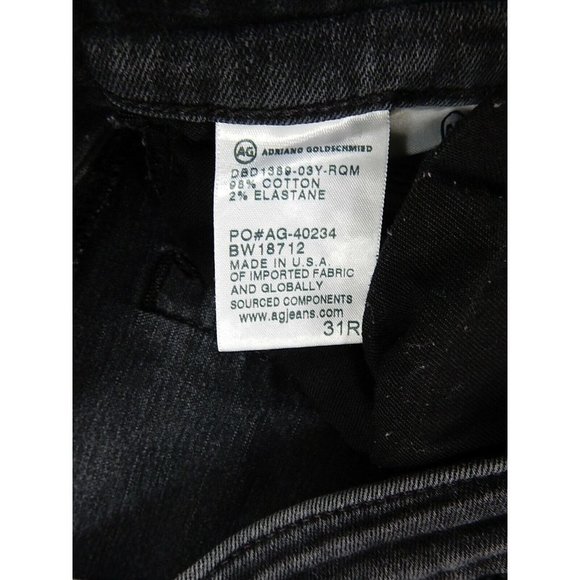 AG ADRIANO GOLDSCHMIED
DBD1389-03Y-RQM
98% COTTON
2% ELASTANE
PO#AG-40234
BW18712
MADE IN U.S.A
OF IMPORTED FABRIC
AND GLOBALLY
SOURCED COMPONENTS
www.agjeans.com
31R